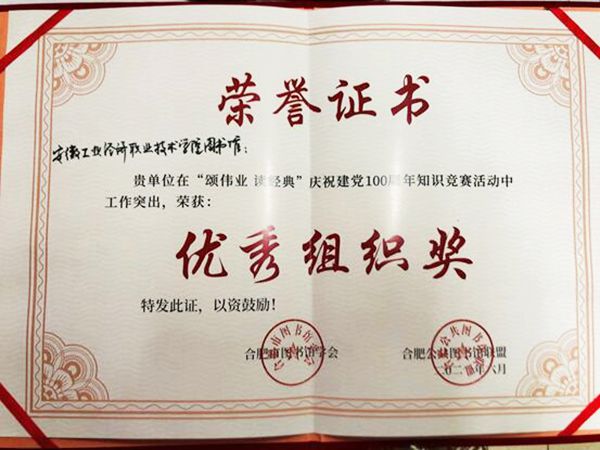 荣誉证书
安徽工业经济职业技术学院图书馆：
贵单位在“颂伟业 读经典”庆祝建党100周年知识竞赛活动中
工作突出，荣获：
优秀组织奖
特发此证，以资鼓励！
合肥市图书馆学会 合肥公共图书馆联盟
二〇二 年六月